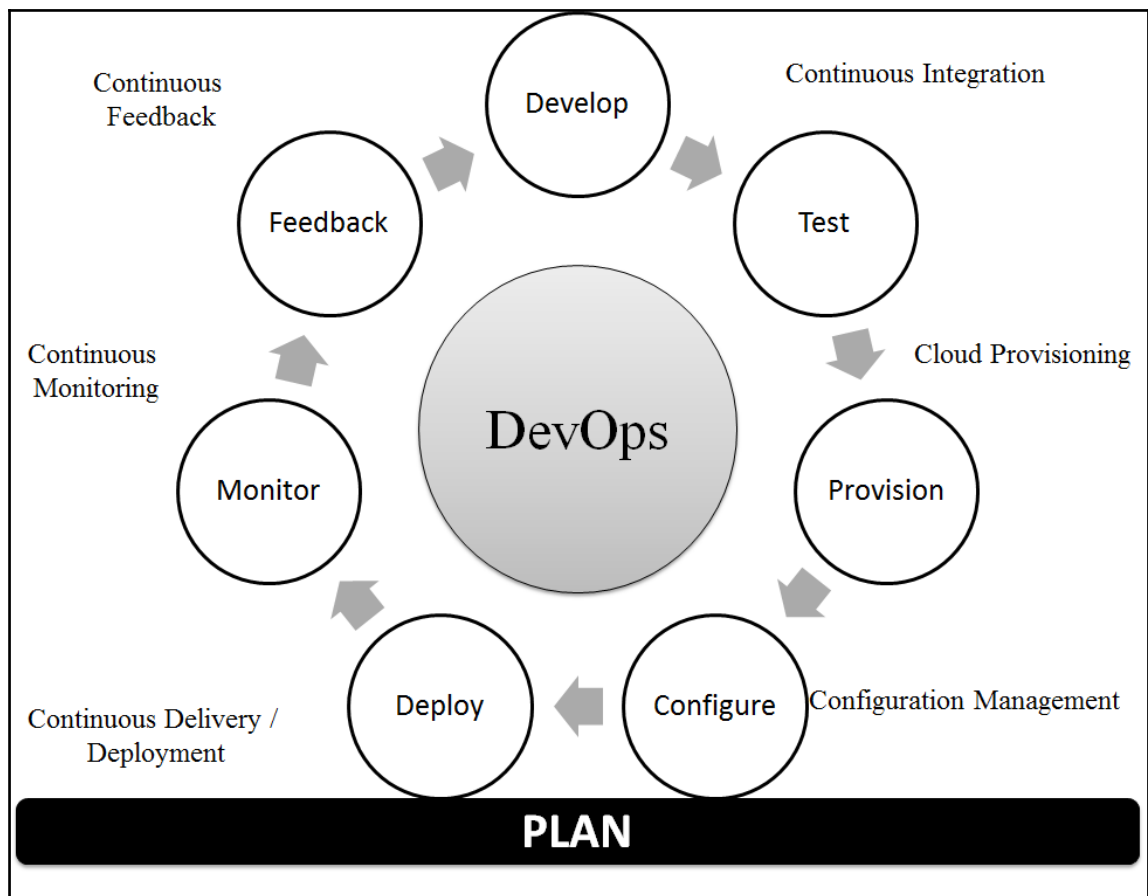 Develop
Continuous Integration
Continuous
Feedback
Feedback
Test
Continuous
Monitoring
Cloud Provisioning
DevOps
Monitor
Provision
Deploy
Configure
Configuration Management
Continuous Delivery /
Deployment
PLAN